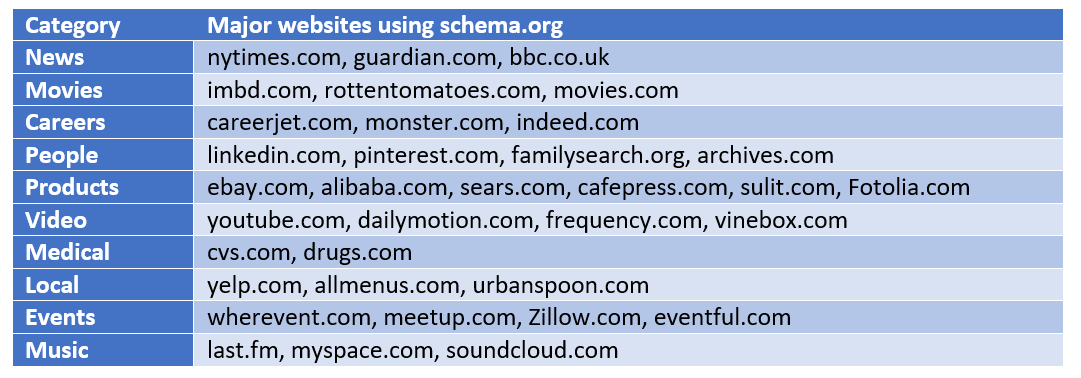 Category Major websites using schema.org
News nytimes.com, guardian.com, bbc.co.uk
Movies imbd.com, rottentomatoes.com, movies.com
Careers careerjet.com, monster.com, indeed.com
People linkedin.com, pinterest.com, familysearch.org, archives.com
Products ebay.com, alibaba.com, sears.com, cafepress.com, sulit.com, Fotolia.com
Video youtube.com, dailymotion.com, frequency.com, vinebox.com
Medical cvs.com, drugs.com
Local yelp.com, allmenus.com, urbanspoon.com
Events wherevent.com, meetup.com, Zillow.com, eventful.com
Music last.fm, myspace.com, soundcloud.com